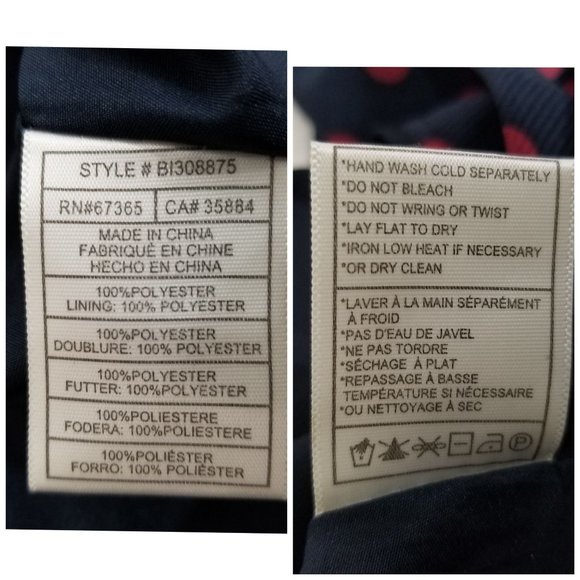 STYLE # BI308875
RN#67365 CA# 35884
MADE IN CHINA
FABRIQUÉ EN CHINE
HECHO EN CHINA
100%POLYESTER
LINING: 100% POLYESTER
100%POLYESTER
DOUBLURE: 100% POLYESTER
100%POLYESTER
FUTTER: 100% POLYESTER
100%POLIESTERE
FODERA: 100% POLIESTERE
100%POLIÉSTER
FORRO: 100% POLIÉSTER
*HAND WASH COLD SEPARATELY
*DO NOT BLEACH
*DO NOT WRING OR TWIST
*LAY FLAT TO DRY
*IRON LOW HEAT IF NECESSARY
*OR DRY CLEAN
*LAVER À LA MAIN SÉPARÉMENT
À FROID
*PAS D'EAU DE JAVEL
*NE PAS TORDRE
*SÉCHAGE À PLAT
*REPASSAGE À BASSE
TEMPÉRATURE SI NÉCESSAIRE
*OU NETTOYAGE À SEC
P